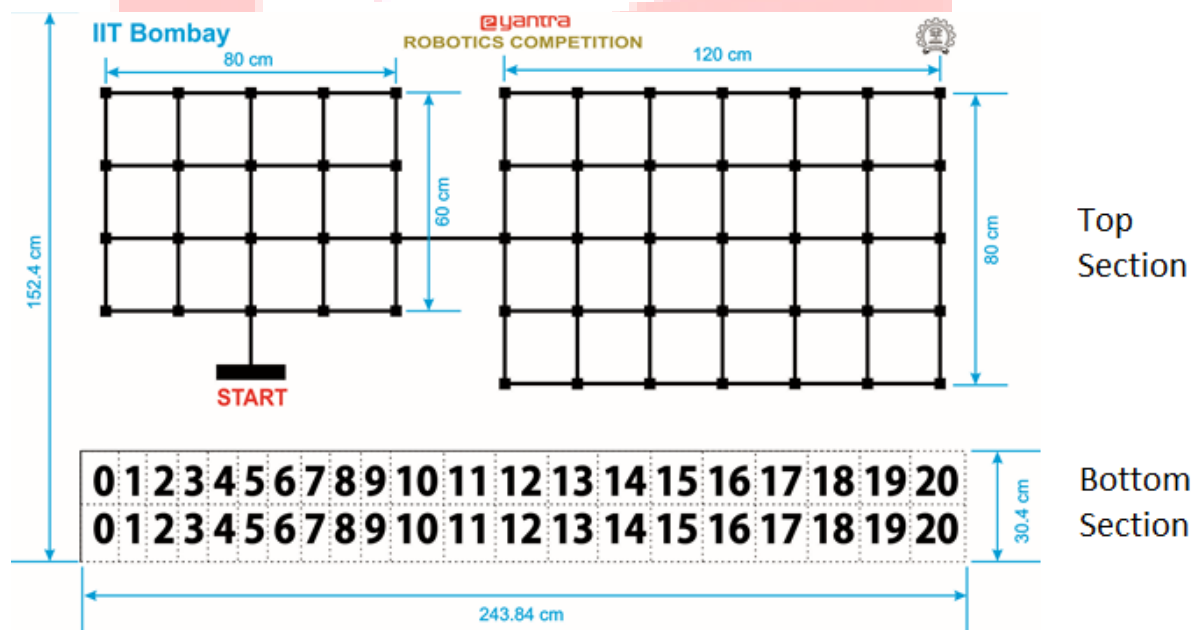 IIT Bombay
eyantra
ROBOTICS COMPETITION
80 cm
120 cm
60 cm
80 cm
152.4 cm
START
Top
Section
0 1 2 3 4 5 6 7 8 9 10 11 12 13 14 15 16 17 18 19 20
0 1 2 3 4 5 6 7 8 9 10 11 12 13 14 15 16 17 18 19 20
30.4 cm
Bottom
Section
243.84 cm